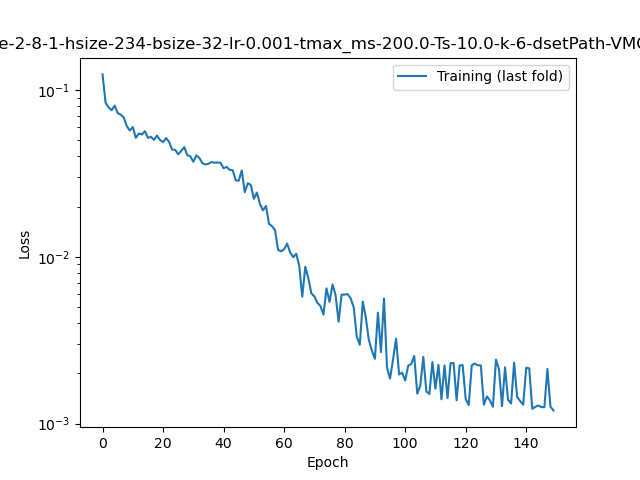 e-2-8-1-hsize-234-bsize-32-lr-0.001-tmax_ms-200.0-Ts-10.0-k-6-dsetPath-VMC
Training (last fold)
Loss
10⁻¹
10⁻²
10⁻³
0 20 40 60 80 100 120 140
Epoch